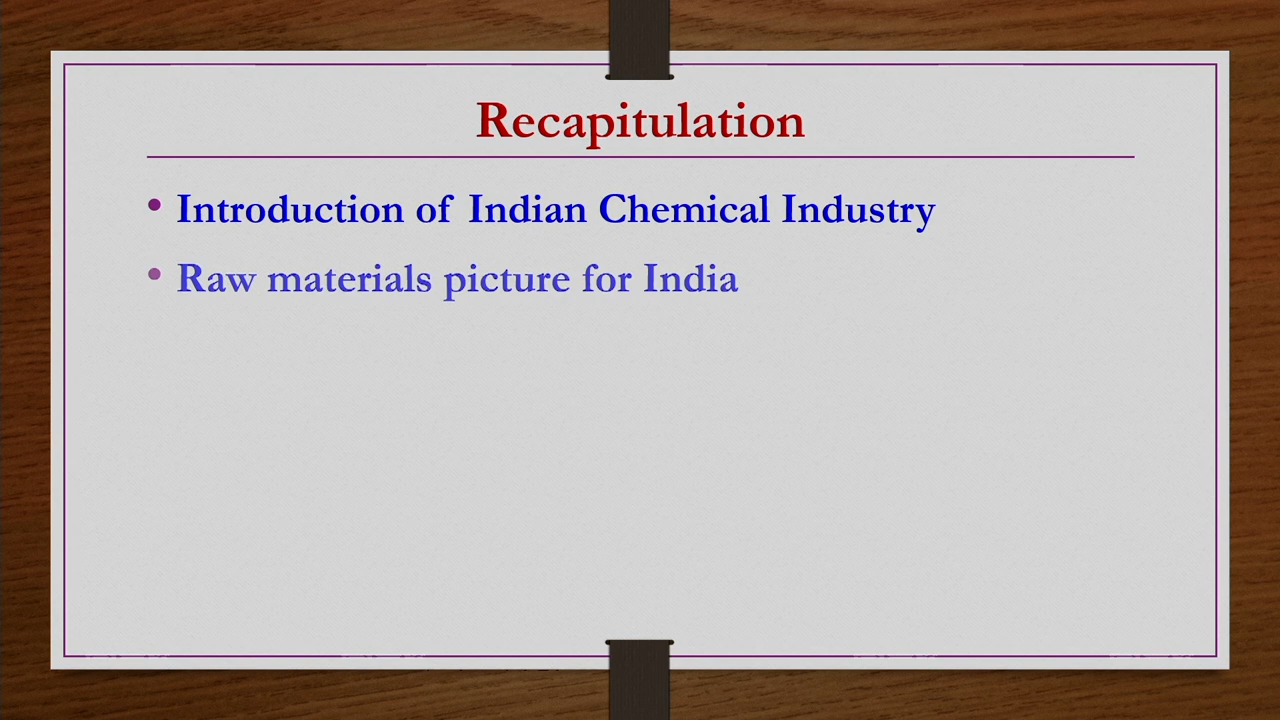 Recapitulation
• Introduction of Indian Chemical Industry
• Raw materials picture for India